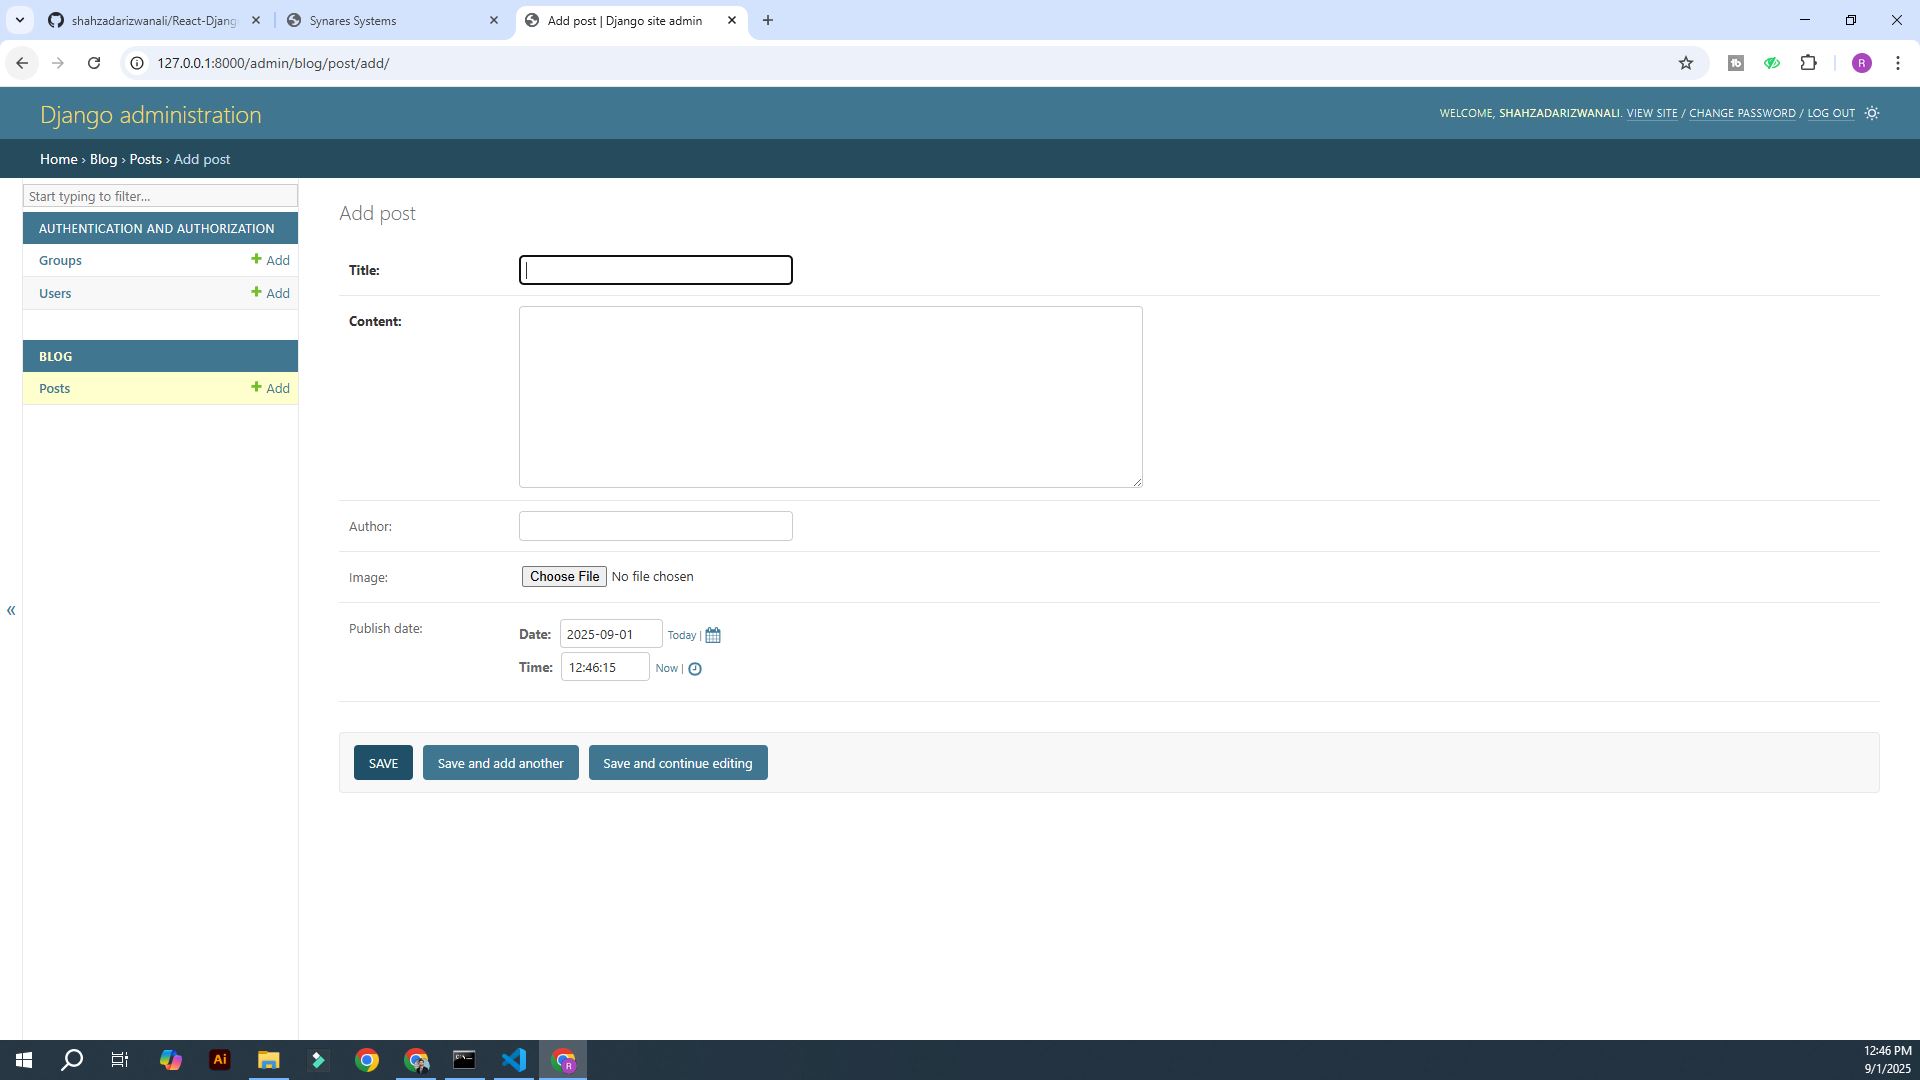 shahzadarizwanali/React-Djang
Synares Systems
Add post | Django site admin
127.0.0.1:8000/admin/blog/post/add/
R
Django administration
WELCOME, SHAHZADARIZWANALI. VIEW SITE / CHANGE PASSWORD / LOG OUT
Home › Blog › Posts › Add post
Start typing to filter...
AUTHENTICATION AND AUTHORIZATION
Groups + Add
Users + Add
BLOG
Posts + Add
«
Add post
Title:
Content:
Author:
Image: Choose File No file chosen
Publish date:
Date: 2025-09-01 Today |
Time: 12:46:15 Now |
SAVE Save and add another Save and continue editing
Ai
R
12:46 PM
9/1/2025